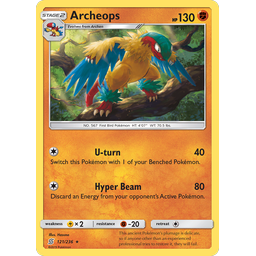 STAGE 2 Archeops HP 130
Evolves from Archen
NO. 567 First Bird Pokémon HT: 4'07" WT: 70.5 lbs.
U-turn 40
Switch this Pokémon with 1 of your Benched Pokémon.
Hyper Beam 80
Discard an Energy from your opponent's Active Pokémon.
weakness ×2 resistance -20 retreat
121/236